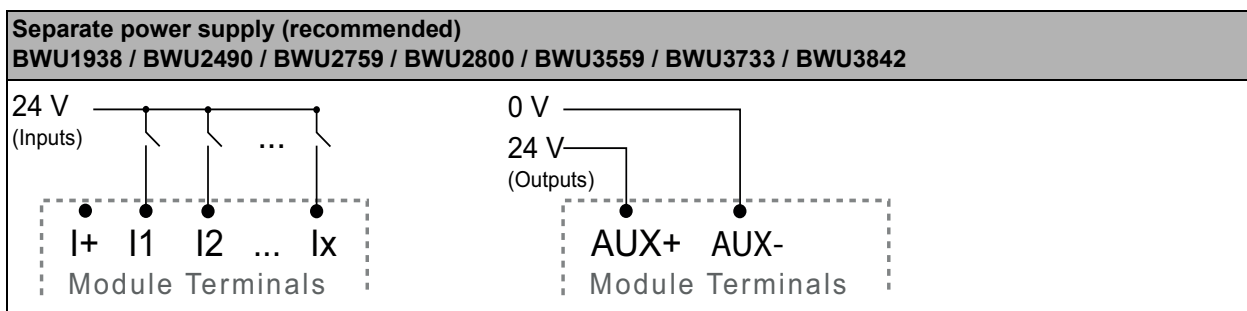 Separate power supply (recommended)
BWU1938 / BWU2490 / BWU2759 / BWU2800 / BWU3559 / BWU3733 / BWU3842
24 V
(Inputs)
...
I+ I1 I2 ... Ix
Module Terminals
0 V
24 V
(Outputs)
AUX+ AUX-
Module Terminals